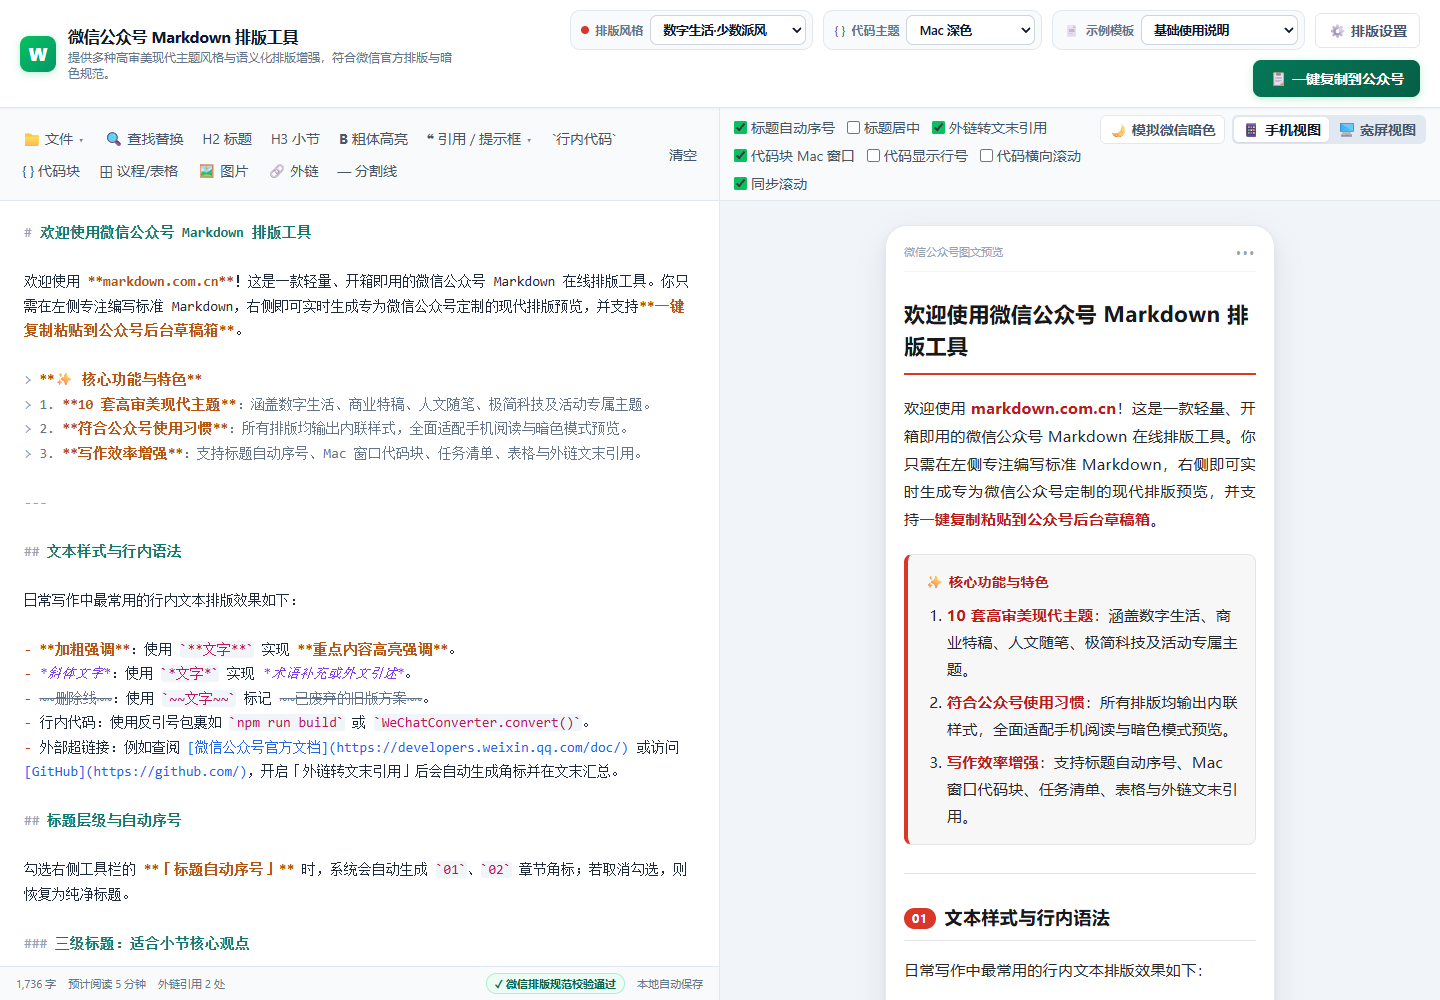 W
微信公众号 Markdown 排版工具
提供多种高审美现代主题风格与语义化排版增强，符合微信官方排版与暗
色规范。
排版风格 数字生活·少数派风
{ } 代码主题 Mac 深色
示例模板 基础使用说明
排版设置
一键复制到公众号
文件 查找替换 H2 标题 H3 小节 B 粗体高亮 ❝ 引用 / 提示框 `行内代码`
{ } 代码块 田 议程/表格 图片 外链 — 分割线
清空
标题自动序号 标题居中 外链转文末引用
代码块 Mac 窗口 代码显示行号 代码横向滚动
同步滚动
模拟微信暗色 手机视图 宽屏视图
# 欢迎使用微信公众号 Markdown 排版工具
欢迎使用 **markdown.com.cn**！这是一款轻量、开箱即用的微信公众号 Markdown 在线排版工具。你只
需在左侧专注编写标准 Markdown，右侧即可实时生成专为微信公众号定制的现代排版预览，并支持**一键
复制粘贴到公众号后台草稿箱**。
> **✨ 核心功能与特色**
> 1. **10 套高审美现代主题**：涵盖数字生活、商业特稿、人文随笔、极简科技及活动专属主题。
> 2. **符合公众号使用习惯**：所有排版均输出内联样式，全面适配手机阅读与暗色模式预览。
> 3. **写作效率增强**：支持标题自动序号、Mac 窗口代码块、任务清单、表格与外链文末引用。
---
## 文本样式与行内语法
日常写作中最常用的行内文本排版效果如下：
- **加粗强调**：使用 `**文字**` 实现 **重点内容高亮强调**。
- *斜体文字*：使用 `*文字*` 实现 *术语补充或外文引述*。
- ~~删除线~~：使用 `~~文字~~` 标记 ~~已废弃的旧版方案~~。
- 行内代码：使用反引号包裹如 `npm run build` 或 `WeChatConverter.convert()`。
- 外部超链接：例如查阅 [微信公众号官方文档](https://developers.weixin.qq.com/doc/) 或访问
[GitHub](https://github.com/)，开启「外链转文末引用」后会自动生成角标并在文末汇总。
## 标题层级与自动序号
勾选右侧工具栏的 **「标题自动序号」** 时，系统会自动生成 `01`、`02` 章节角标；若取消勾选，则
恢复为纯净标题。
### 三级标题：适合小节核心观点
1,736 字 预计阅读 5 分钟 外链引用 2 处
✓ 微信排版规范校验通过 本地自动保存
微信公众号图文预览
•••
欢迎使用微信公众号 Markdown 排
版工具
欢迎使用 markdown.com.cn！这是一款轻量、开
箱即用的微信公众号 Markdown 在线排版工具。你
只需在左侧专注编写标准 Markdown，右侧即可实
时生成专为微信公众号定制的现代排版预览，并支
持一键复制粘贴到公众号后台草稿箱。
✨ 核心功能与特色
1. 10 套高审美现代主题：涵盖数字生活、商
业特稿、人文随笔、极简科技及活动专属主
题。
2. 符合公众号使用习惯：所有排版均输出内联
样式，全面适配手机阅读与暗色模式预览。
3. 写作效率增强：支持标题自动序号、Mac
窗口代码块、任务清单、表格与外链文末引
用。
01 文本样式与行内语法
日常写作中最常用的行内文本排版效果如下：